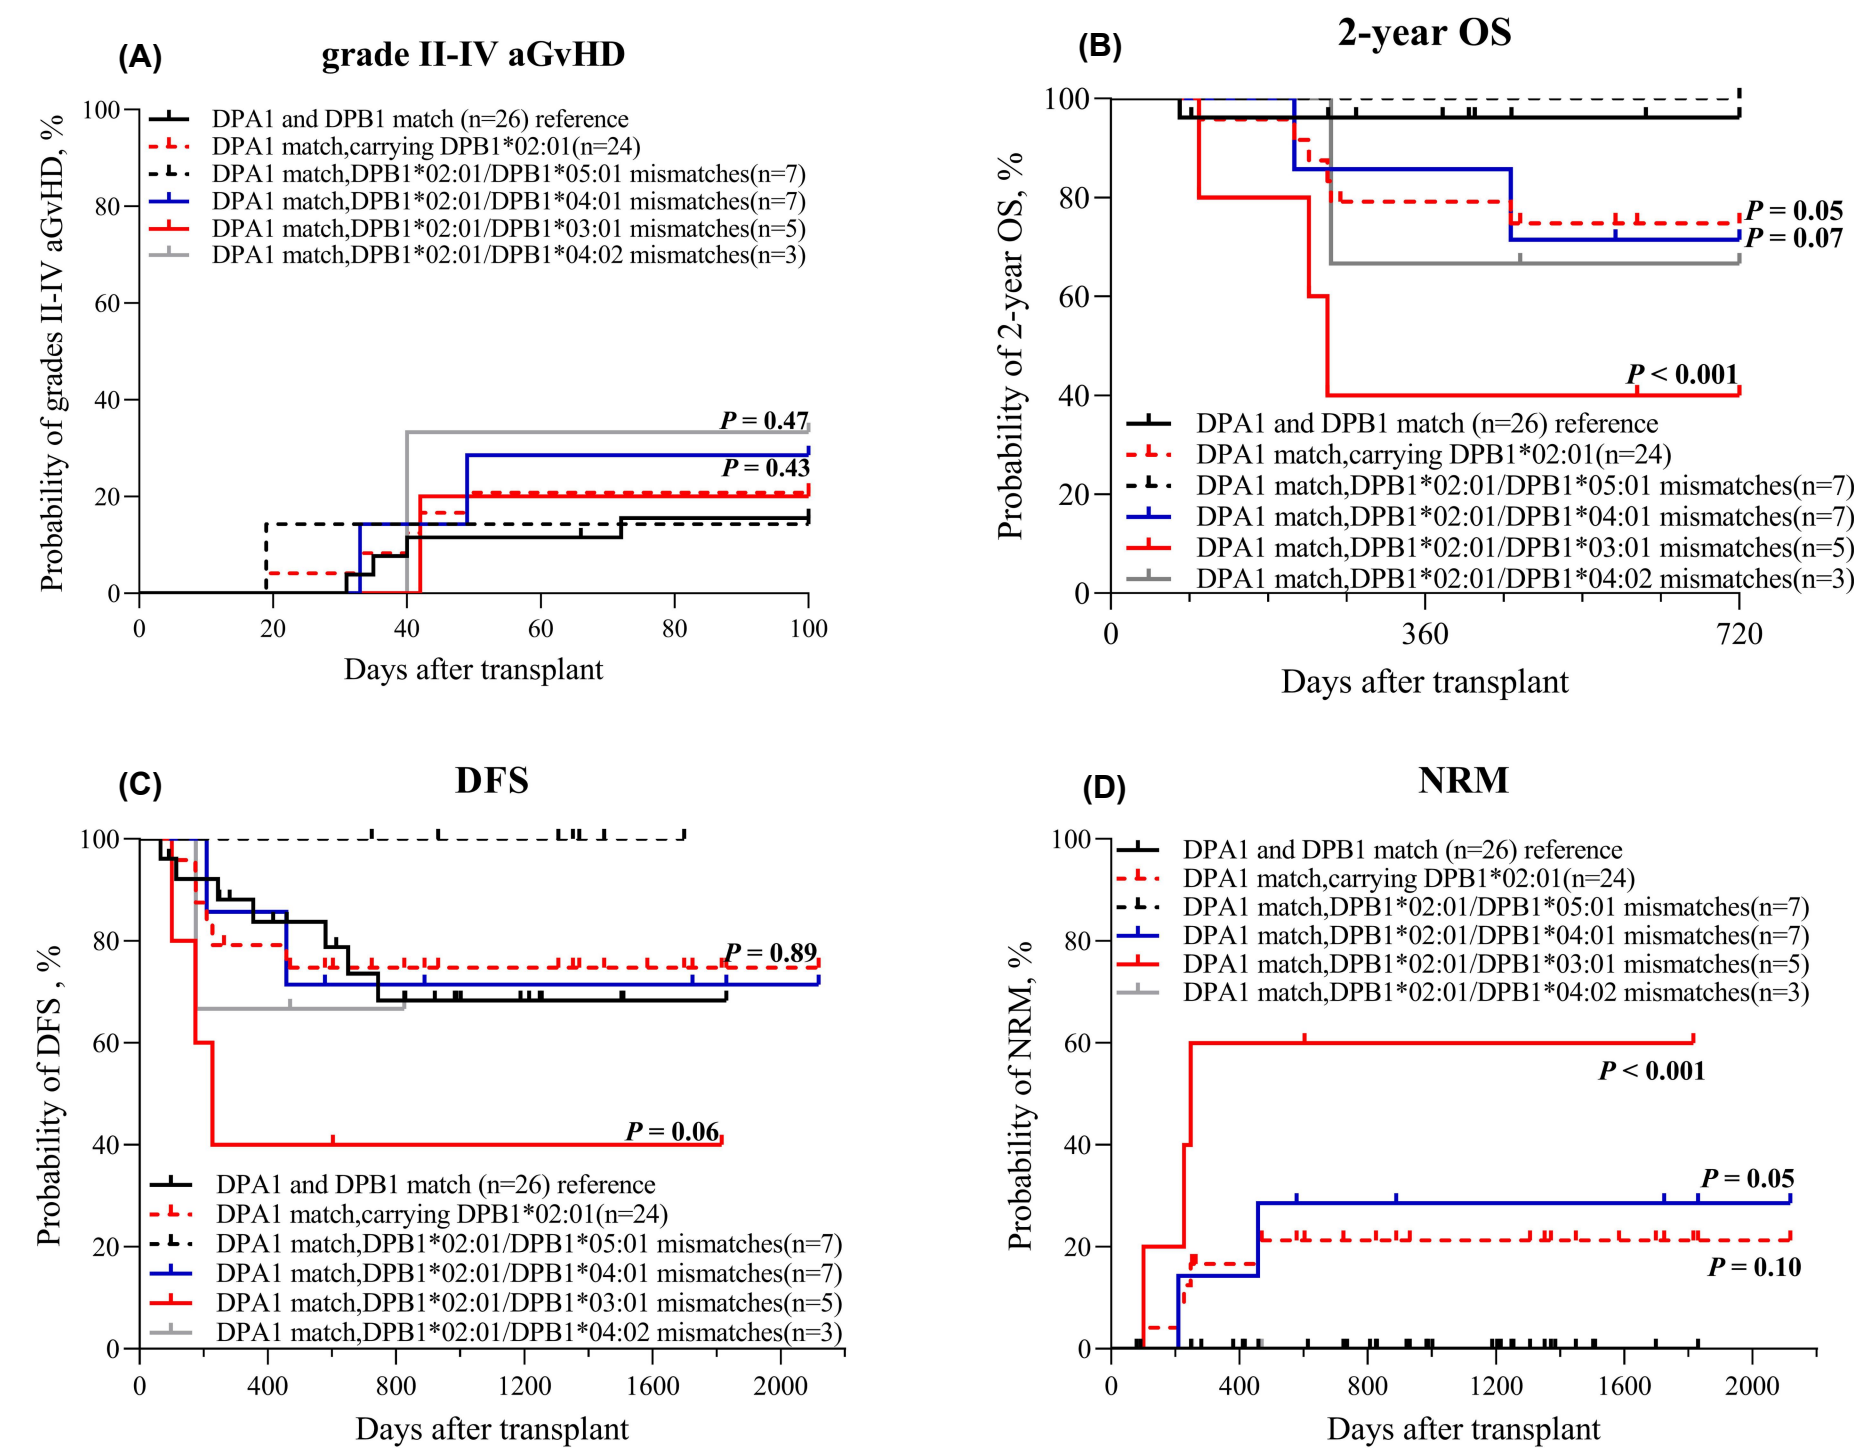 (A)
grade II-IV aGvHD
Probability of grades II-IV aGvHD, %
100
80
60
40
20
0
DPA1 and DPB1 match (n=26) reference
DPA1 match,carrying DPB1*02:01(n=24)
DPA1 match,DPB1*02:01/DPB1*05:01 mismatches(n=7)
DPA1 match,DPB1*02:01/DPB1*04:01 mismatches(n=7)
DPA1 match,DPB1*02:01/DPB1*03:01 mismatches(n=5)
DPA1 match,DPB1*02:01/DPB1*04:02 mismatches(n=3)
P = 0.47
P = 0.43
0 20 40 60 80 100
Days after transplant
(B)
2-year OS
Probability of 2-year OS, %
100
80
60
40
20
0
P = 0.05
P = 0.07
P < 0.001
DPA1 and DPB1 match (n=26) reference
DPA1 match,carrying DPB1*02:01(n=24)
DPA1 match,DPB1*02:01/DPB1*05:01 mismatches(n=7)
DPA1 match,DPB1*02:01/DPB1*04:01 mismatches(n=7)
DPA1 match,DPB1*02:01/DPB1*03:01 mismatches(n=5)
DPA1 match,DPB1*02:01/DPB1*04:02 mismatches(n=3)
0 360 720
Days after transplant
(C)
DFS
Probability of DFS , %
100
80
60
40
20
0
P = 0.89
P = 0.06
DPA1 and DPB1 match (n=26) reference
DPA1 match,carrying DPB1*02:01(n=24)
DPA1 match,DPB1*02:01/DPB1*05:01 mismatches(n=7)
DPA1 match,DPB1*02:01/DPB1*04:01 mismatches(n=7)
DPA1 match,DPB1*02:01/DPB1*03:01 mismatches(n=5)
DPA1 match,DPB1*02:01/DPB1*04:02 mismatches(n=3)
0 400 800 1200 1600 2000
Days after transplant
(D)
NRM
Probability of NRM, %
100
80
60
40
20
0
DPA1 and DPB1 match (n=26) reference
DPA1 match,carrying DPB1*02:01(n=24)
DPA1 match,DPB1*02:01/DPB1*05:01 mismatches(n=7)
DPA1 match,DPB1*02:01/DPB1*04:01 mismatches(n=7)
DPA1 match,DPB1*02:01/DPB1*03:01 mismatches(n=5)
DPA1 match,DPB1*02:01/DPB1*04:02 mismatches(n=3)
P < 0.001
P = 0.05
P = 0.10
0 400 800 1200 1600 2000
Days after transplant